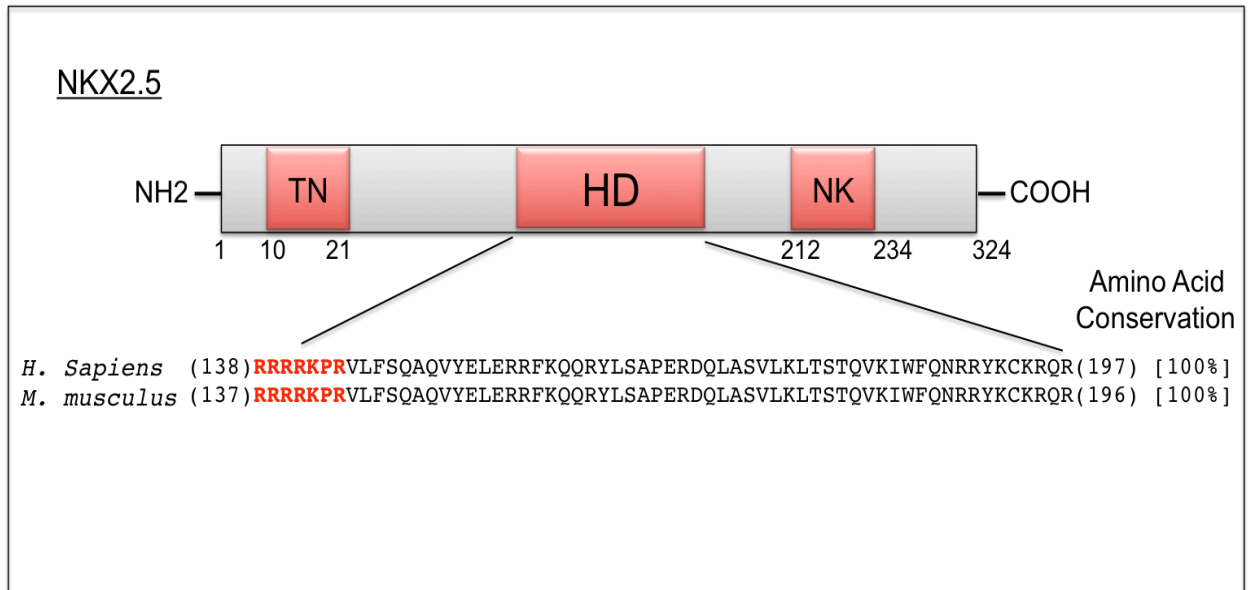 NKX2.5
NH2 TN HD NK COOH
1 10 21 212 234 324
Amino Acid
Conservation
H. Sapiens (138)RRRRKPRVLFSQAQVYELERRFKQQRYLSAPERDQLASVLKLTSTQVKIWFQNRRYKCKRQR(197) [100%]
M. musculus (137)RRRRKPRVLFSQAQVYELERRFKQQRYLSAPERDQLASVLKLTSTQVKIWFQNRRYKCKRQR(196) [100%]